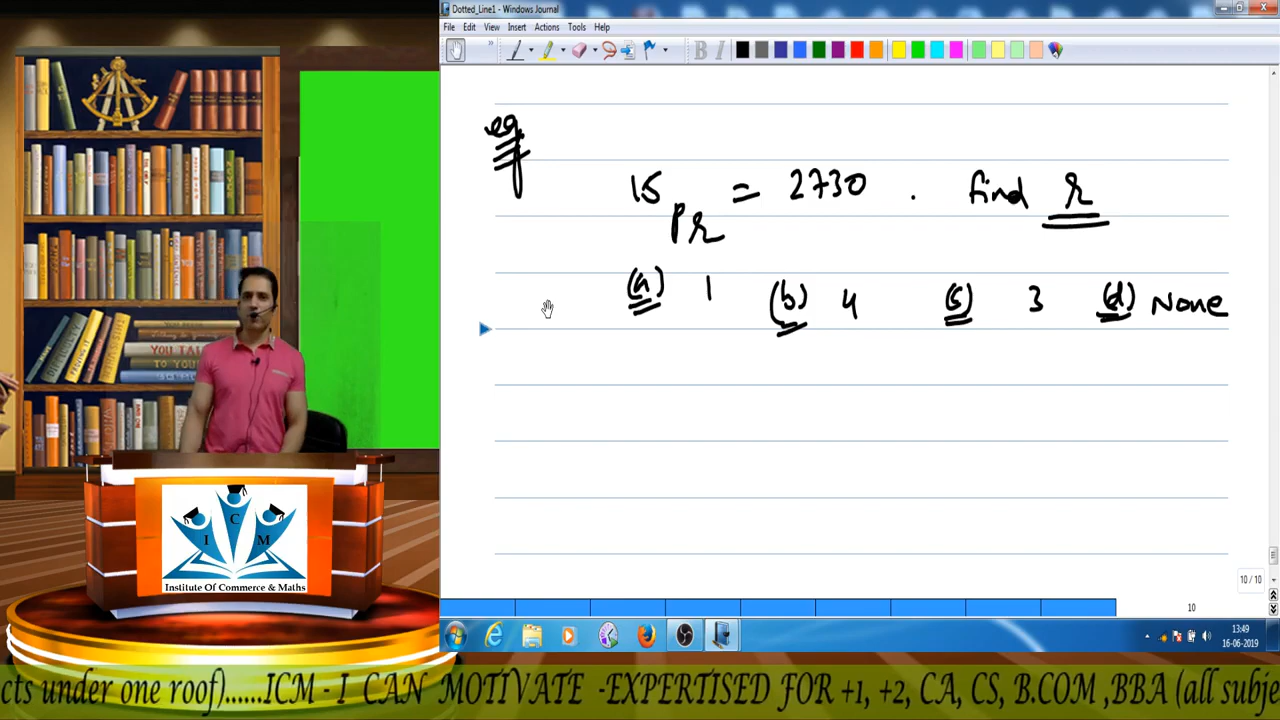 Dotted_Line1 - Windows Journal
File Edit View Insert Actions Tools Help
eg
15
Pr = 2730 . find r
(a) 1 (b) 4 (c) 3 (d) None
I C M
Institute Of Commerce & Maths
10 / 10
10
13:49
16-06-2019
cts under one roof)......ICM - I CAN MOTIVATE -EXPERTISED FOR +1, +2, CA, CS, B.COM ,BBA (all subje